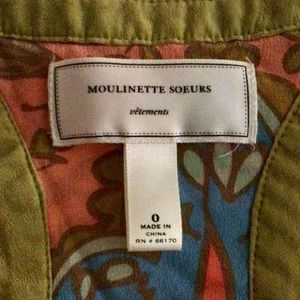 MOULINETTE SOEURS
vêtements
0
MADE IN
CHINA
RN # 66170